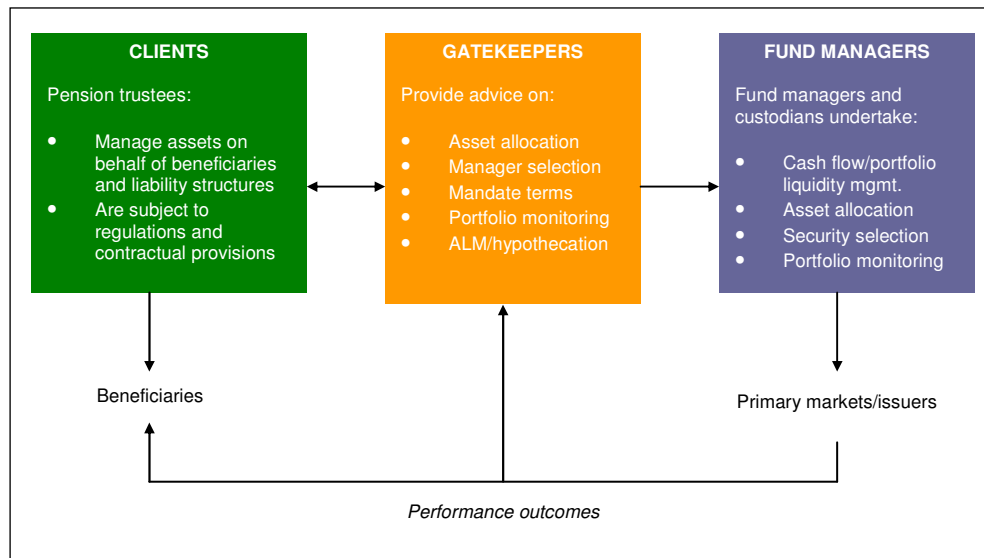 CLIENTS
Pension trustees:
• Manage assets on
behalf of beneficiaries
and liability structures
• Are subject to
regulations and
contractual provisions
GATEKEEPERS
Provide advice on:
• Asset allocation
• Manager selection
• Mandate terms
• Portfolio monitoring
• ALM/hypothecation
FUND MANAGERS
Fund managers and
custodians undertake:
• Cash flow/portfolio
liquidity mgmt.
• Asset allocation
• Security selection
• Portfolio monitoring
Beneficiaries
Primary markets/issuers
Performance outcomes